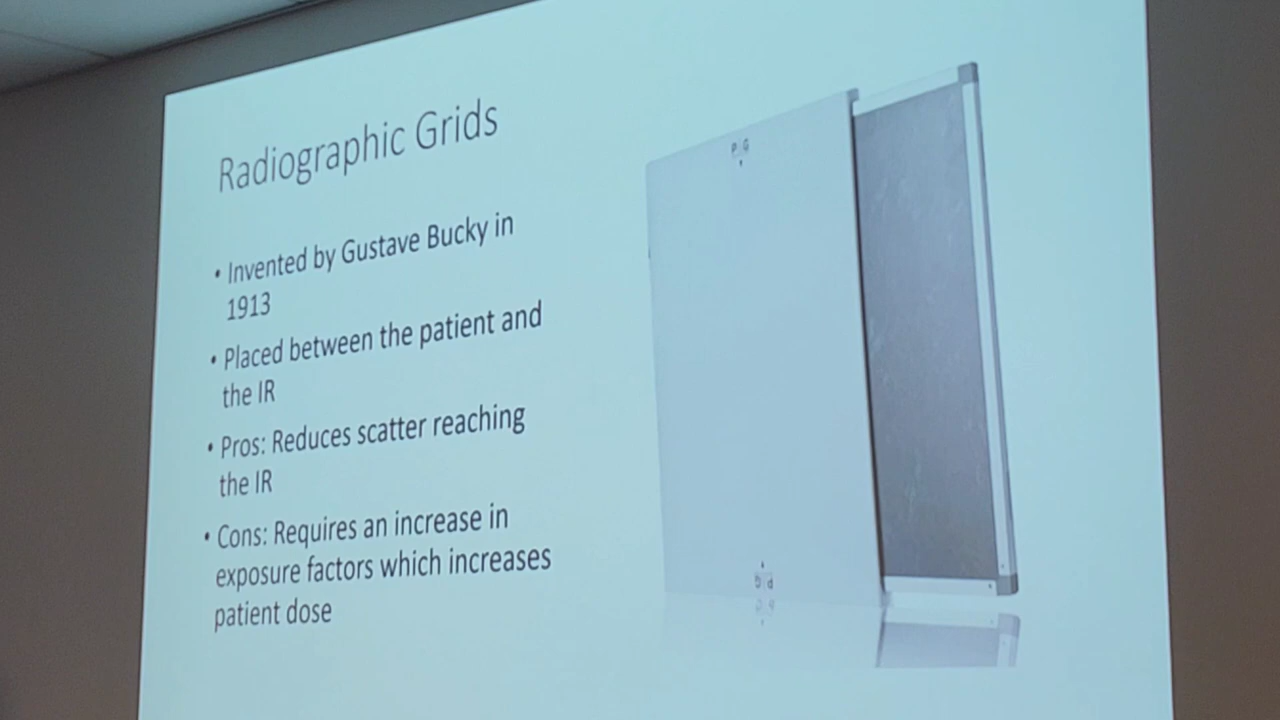 Radiographic Grids
• Invented by Gustave Bucky in
1913
• Placed between the patient and
the IR
• Pros: Reduces scatter reaching
the IR
• Cons: Requires an increase in
exposure factors which increases
patient dose